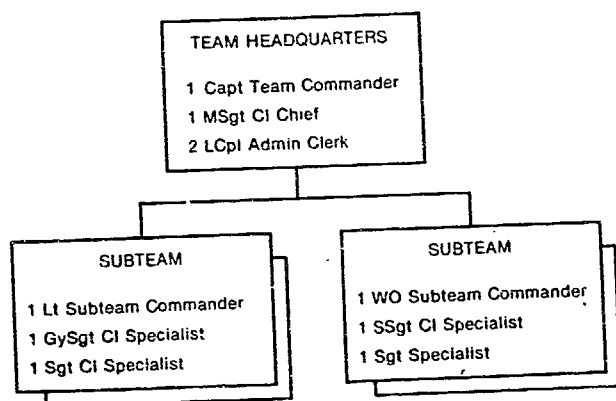 TEAM HEADQUARTERS
1 Capt Team Commander
1 MSgt CI Chief
2 LCpl Admin Clerk
SUBTEAM
1 Lt Subteam Commander
1 GySgt CI Specialist
1 Sgt CI Specialist
SUBTEAM
1 WO Subteam Commander
1 SSgt CI Specialist
1 Sgt Specialist